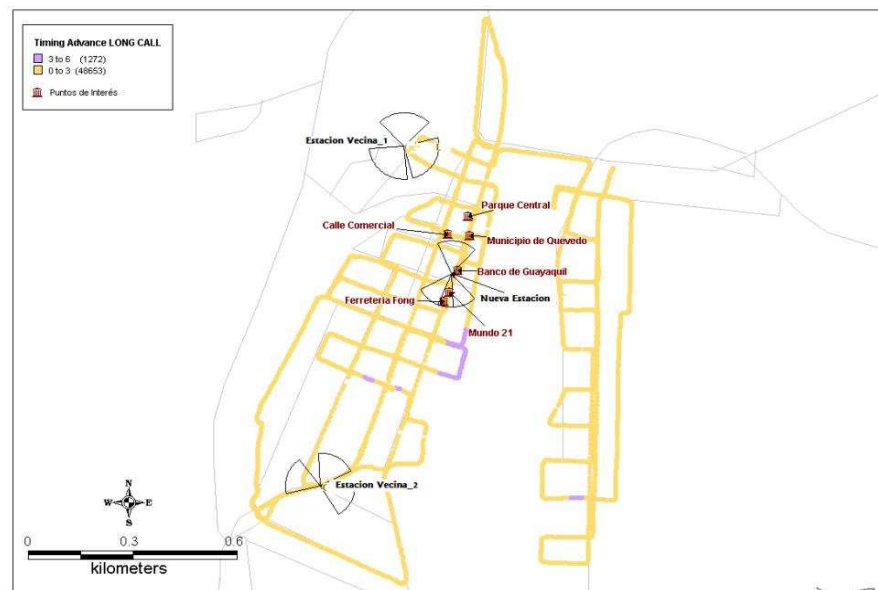 Timing Advance LONG CALL
3 to 6 (1272)
0 to 3 (48653)
Puntos de Interés
Estacion Vecina_1
Parque Central
Calle Comercial
Municipio de Quevedo
Banco de Guayaquil
Nueva Estacion
Ferreteria Fong
Mundo 21
Estacion Vecina_2
N
W E
S
0 0.3 0.6
kilometers